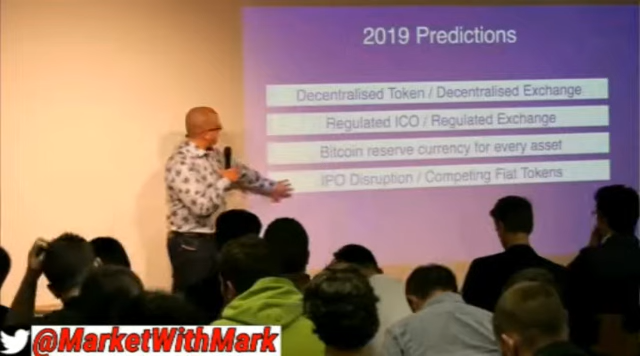 2019 Predictions
Decentralised Token / Decentralised Exchange
Regulated ICO / Regulated Exchange
Bitcoin reserve currency for every asset
IPO Disruption / Competing Fiat Tokens
@MarketWithMark